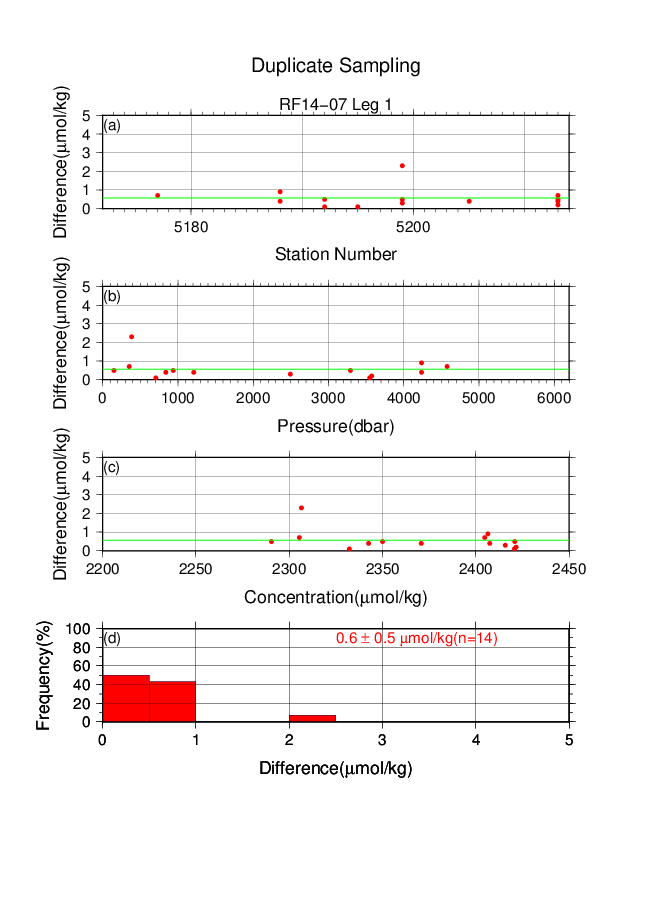 Duplicate Sampling
RF14−07 Leg 1
(a)
Difference(μmol/kg)
5
4
3
2
1
0
5180 5200
Station Number
(b)
Difference(μmol/kg)
5
4
3
2
1
0
0 1000 2000 3000 4000 5000 6000
Pressure(dbar)
(c)
Difference(μmol/kg)
5
4
3
2
1
0
2200 2250 2300 2350 2400 2450
Concentration(μmol/kg)
(d)
0.6 ± 0.5 μmol/kg(n=14)
Frequency(%)
100
80
60
40
20
0
0 1 2 3 4 5
Difference(μmol/kg)